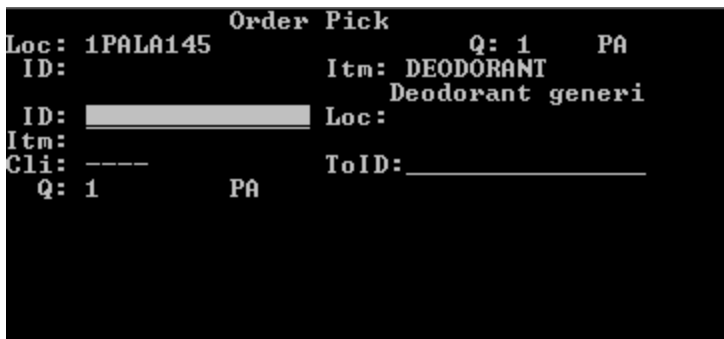 Order Pick
Loc: 1PALA145 Q: 1 PA
ID: Itm: DEODORANT
Deodorant generi
ID: Loc:
Itm:
Cli: ---- ToID:
Q: 1 PA